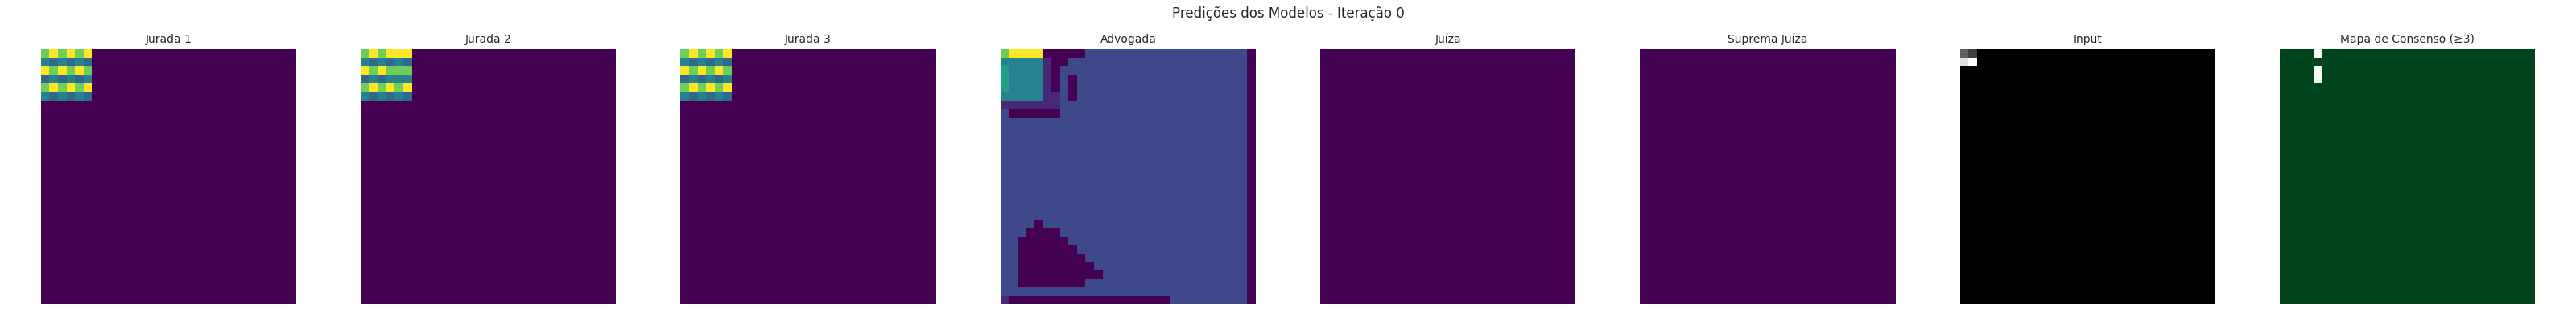 Predições dos Modelos - Iteração 0
Jurada 1
Jurada 2
Jurada 3
Advogada
Juíza
Suprema Juíza
Input
Mapa de Consenso (≥3)